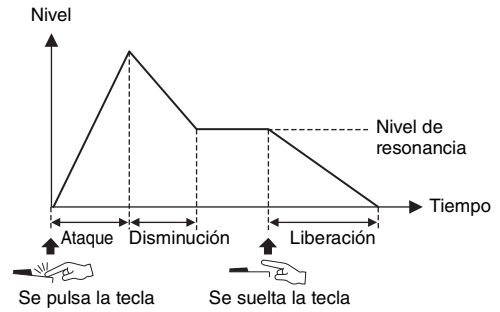 Nivel
Nivel de
resonancia
Tiempo
Ataque Disminución Liberación
Se pulsa la tecla Se suelta la tecla